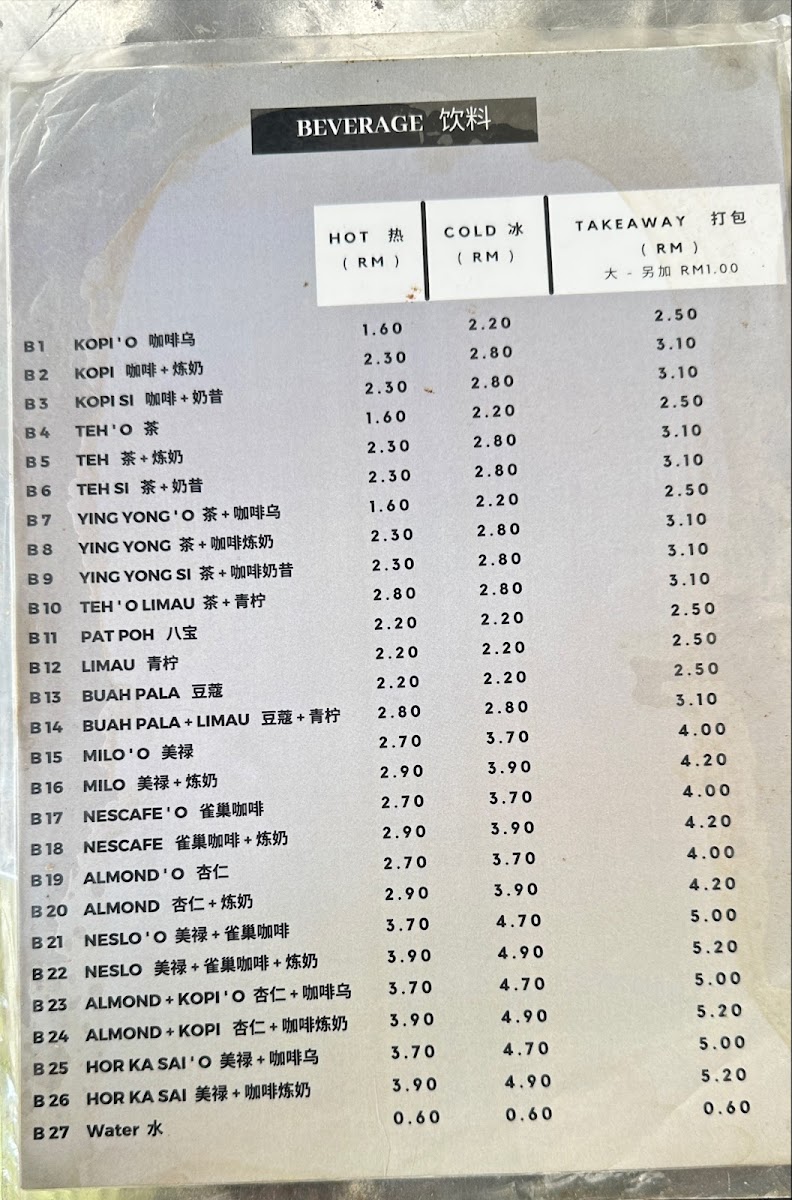 BEVERAGE 饮料
HOT 热 COLD 冰 TAKEAWAY 打包
( RM ) ( RM ) ( RM )
大 - 另加 RM1.00
B1 KOPI'O 咖啡乌 1.60 2.20 2.50
B2 KOPI 咖啡+炼奶 2.30 2.80 3.10
B3 KOPI SI 咖啡+奶昔 2.30 2.80 3.10
B4 TEH'O 茶 1.60 2.20 2.50
B5 TEH 茶+炼奶 2.30 2.80 3.10
B6 TEH SI 茶+奶昔 2.30 2.80 3.10
B7 YING YONG'O 茶+咖啡乌 1.60 2.20 2.50
B8 YING YONG 茶+咖啡炼奶 2.30 2.80 3.10
B9 YING YONG SI 茶+咖啡奶昔 2.30 2.80 3.10
B10 TEH'O LIMAU 茶+青柠 2.80 2.80 3.10
B11 PAT POH 八宝 2.20 2.20 2.50
B12 LIMAU 青柠 2.20 2.20 2.50
B13 BUAH PALA 豆蔻 2.20 2.20 2.50
B14 BUAH PALA + LIMAU 豆蔻+青柠 2.80 2.80 3.10
B15 MILO'O 美禄 2.70 3.70 4.00
B16 MILO 美禄+炼奶 2.90 3.90 4.20
B17 NESCAFE'O 雀巢咖啡 2.70 3.70 4.00
B18 NESCAFE 雀巢咖啡+炼奶 2.90 3.90 4.20
B19 ALMOND'O 杏仁 2.70 3.70 4.00
B20 ALMOND 杏仁+炼奶 2.90 3.90 4.20
B21 NESLO'O 美禄+雀巢咖啡 3.70 4.70 5.00
B22 NESLO 美禄+雀巢咖啡+炼奶 3.90 4.90 5.20
B23 ALMOND + KOPI'O 杏仁+咖啡乌 3.70 4.70 5.00
B24 ALMOND + KOPI 杏仁+咖啡炼奶 3.90 4.90 5.20
B25 HOR KA SAI'O 美禄+咖啡乌 3.70 4.70 5.00
B26 HOR KA SAI 美禄+咖啡炼奶 3.90 4.90 5.20
B27 Water 水 0.60 0.60 0.60